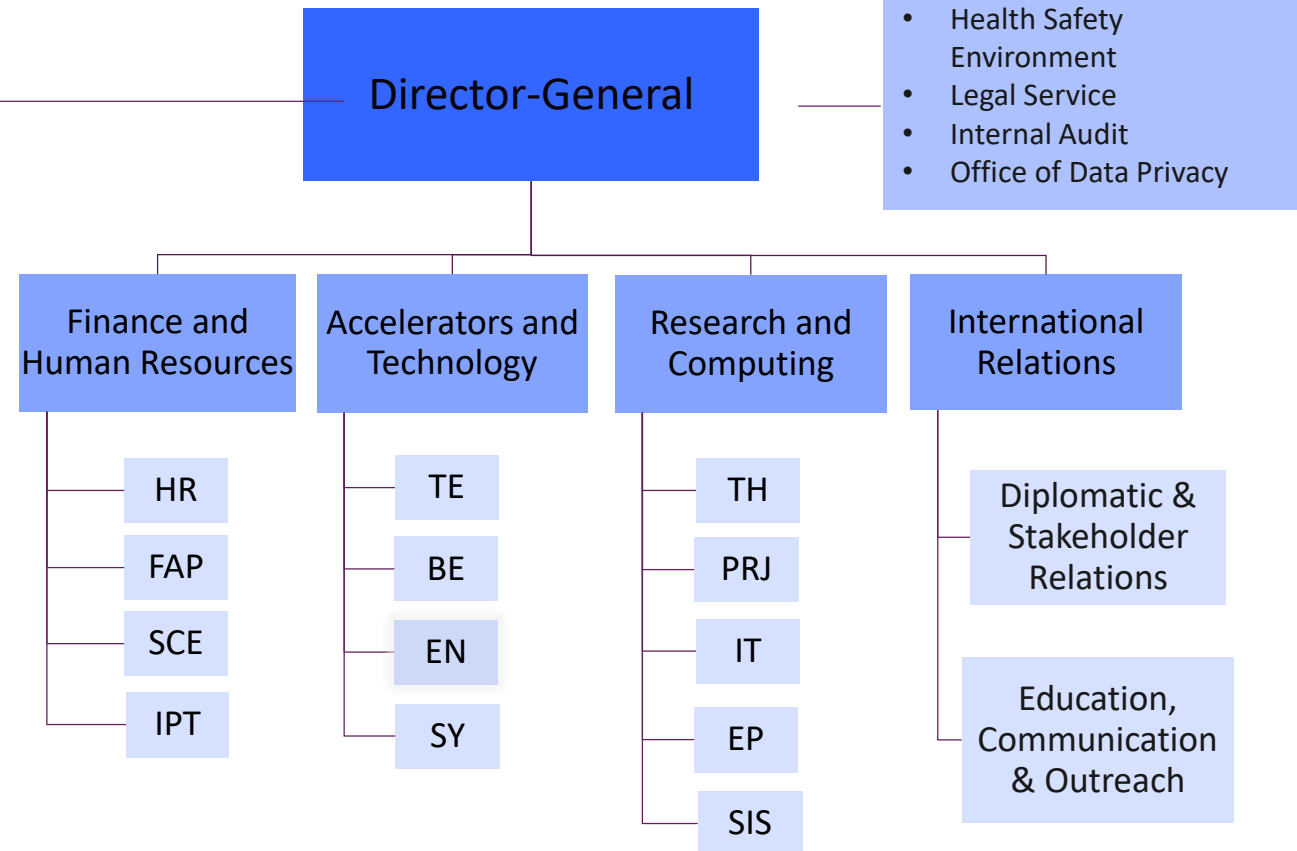 Director-General
• Health Safety
Environment
• Legal Service
• Internal Audit
• Office of Data Privacy
Finance and
Human Resources
HR
FAP
SCE
IPT
Accelerators and
Technology
TE
BE
EN
SY
Research and
Computing
TH
PRJ
IT
EP
SIS
International
Relations
Diplomatic &
Stakeholder
Relations
Education,
Communication
& Outreach